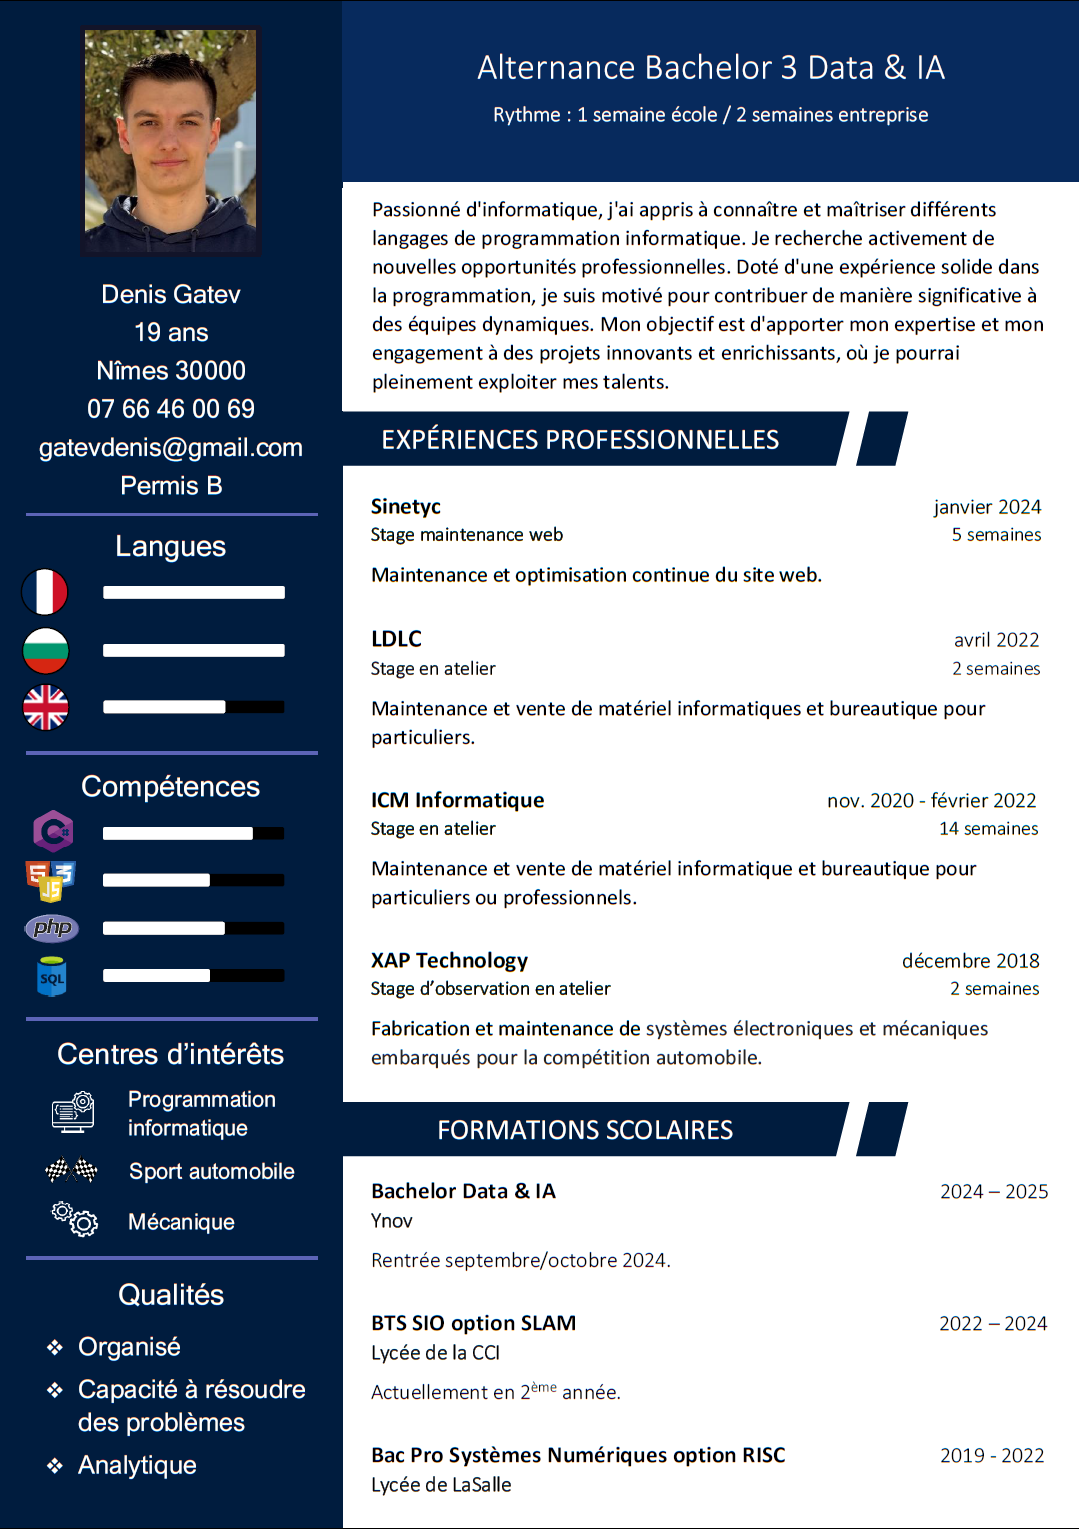 Alternance Bachelor 3 Data & IA
Rythme : 1 semaine école / 2 semaines entreprise
Denis Gatev
19 ans
Nîmes 30000
07 66 46 00 69
gatevdenis@gmail.com
Permis B
Langues
Compétences
C#
5 3
JS
php
SQL
Centres d’intérêts
Programmation
informatique
Sport automobile
Mécanique
Qualités
❖ Organisé
❖ Capacité à résoudre
des problèmes
❖ Analytique
Passionné d'informatique, j'ai appris à connaître et maîtriser différents
langages de programmation informatique. Je recherche activement de
nouvelles opportunités professionnelles. Doté d'une expérience solide dans
la programmation, je suis motivé pour contribuer de manière significative à
des équipes dynamiques. Mon objectif est d'apporter mon expertise et mon
engagement à des projets innovants et enrichissants, où je pourrai
pleinement exploiter mes talents.
EXPÉRIENCES PROFESSIONNELLES
Sinetyc janvier 2024
Stage maintenance web 5 semaines
Maintenance et optimisation continue du site web.
LDLC avril 2022
Stage en atelier 2 semaines
Maintenance et vente de matériel informatiques et bureautique pour
particuliers.
ICM Informatique nov. 2020 - février 2022
Stage en atelier 14 semaines
Maintenance et vente de matériel informatique et bureautique pour
particuliers ou professionnels.
XAP Technology décembre 2018
Stage d’observation en atelier 2 semaines
Fabrication et maintenance de systèmes électroniques et mécaniques
embarqués pour la compétition automobile.
FORMATIONS SCOLAIRES
Bachelor Data & IA 2024 – 2025
Ynov
Rentrée septembre/octobre 2024.
BTS SIO option SLAM 2022 – 2024
Lycée de la CCI
Actuellement en 2ème année.
Bac Pro Systèmes Numériques option RISC 2019 - 2022
Lycée de LaSalle